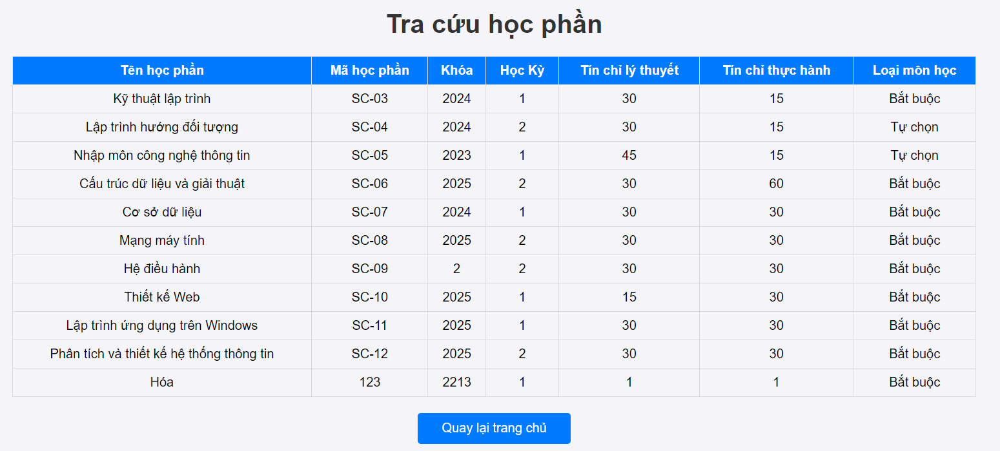 Tra cứu học phần
Tên học phần Mã học phần Khóa Học Kỳ Tín chỉ lý thuyết Tín chỉ thực hành Loại môn học
Kỹ thuật lập trình SC-03 2024 1 30 15 Bắt buộc
Lập trình hướng đối tượng SC-04 2024 2 30 15 Tự chọn
Nhập môn công nghệ thông tin SC-05 2023 1 45 15 Tự chọn
Cấu trúc dữ liệu và giải thuật SC-06 2025 2 30 60 Bắt buộc
Cơ sở dữ liệu SC-07 2024 1 30 30 Bắt buộc
Mạng máy tính SC-08 2025 2 30 30 Bắt buộc
Hệ điều hành SC-09 2 2 30 30 Bắt buộc
Thiết kế Web SC-10 2025 1 15 30 Bắt buộc
Lập trình ứng dụng trên Windows SC-11 2025 1 30 30 Bắt buộc
Phân tích và thiết kế hệ thống thông tin SC-12 2025 2 30 30 Bắt buộc
Hóa 123 2213 1 1 1 Bắt buộc
Quay lại trang chủ